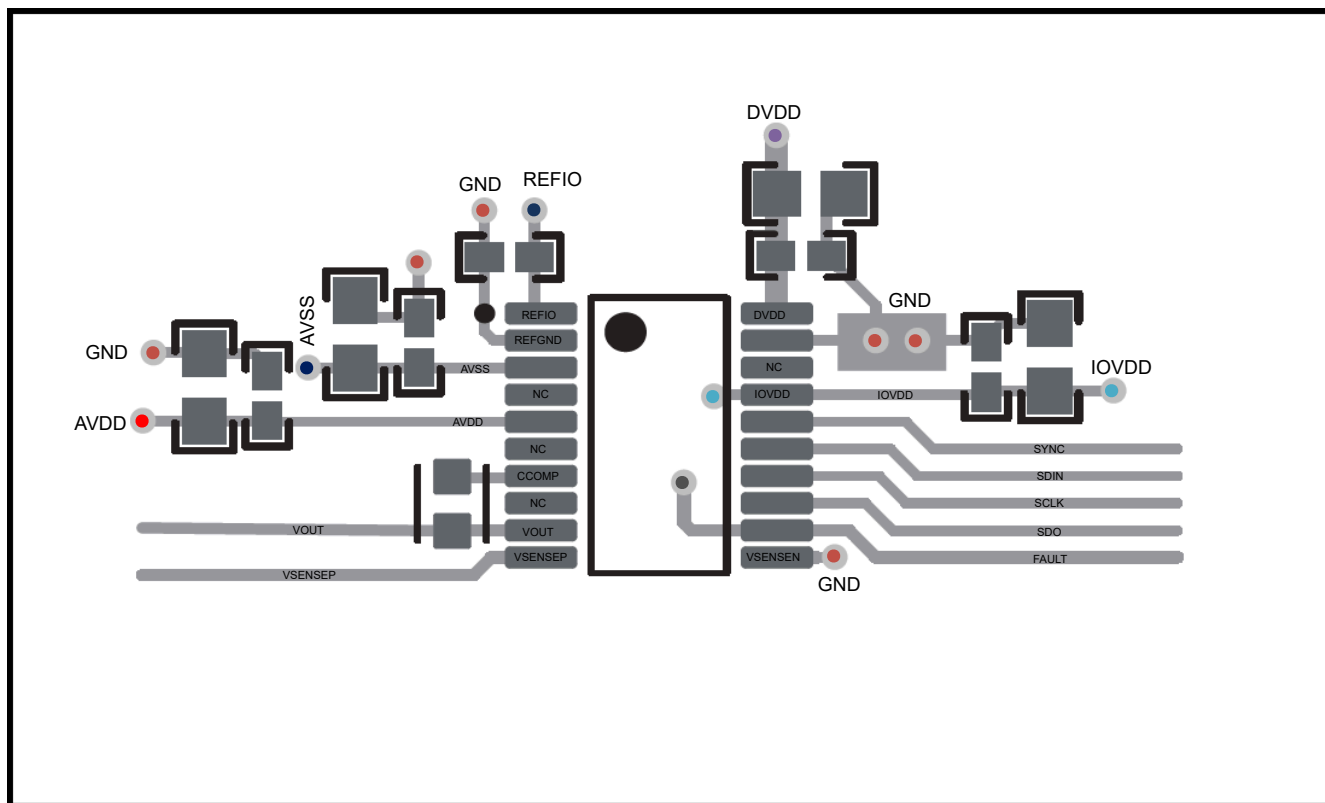 DVDD
GND
REFIO
AVSS
GND
AVDD
REFIO
REFGND
AVSS
NC
AVDD
NC
CCOMP
NC
VOUT
VOUT
VSENSEP
VSENSEP
DVDD
GND
NC
IOVDD
IOVDD
IOVDD
SYNC
SDIN
SCLK
SDO
FAULT
VSENSEN
GND